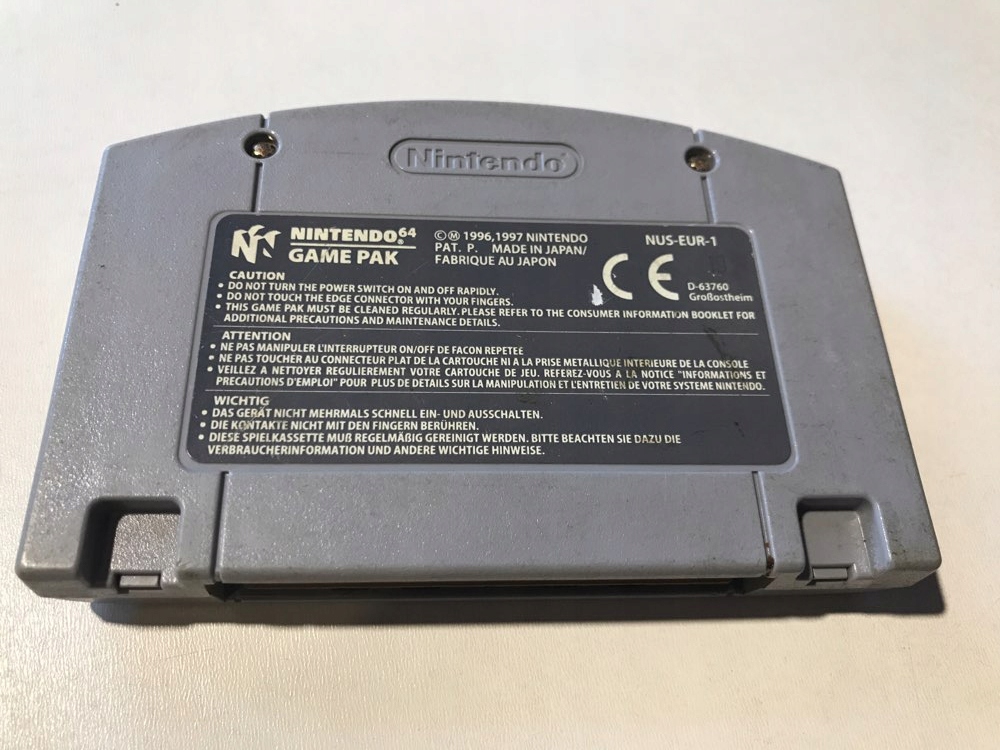 Nintendo
NINTENDO64®
GAME PAK
©Ⓜ 1996,1997 NINTENDO
PAT. P. MADE IN JAPAN/
FABRIQUE AU JAPON
NUS-EUR-1
CE
D-63760
Großostheim
CAUTION
• DO NOT TURN THE POWER SWITCH ON AND OFF RAPIDLY.
• DO NOT TOUCH THE EDGE CONNECTOR WITH YOUR FINGERS.
• THIS GAME PAK MUST BE CLEANED REGULARLY. PLEASE REFER TO THE CONSUMER INFORMATION BOOKLET FOR
ADDITIONAL PRECAUTIONS AND MAINTENANCE DETAILS.
ATTENTION
• NE PAS MANIPULER L'INTERRUPTEUR ON/OFF DE FACON REPETEE
• NE PAS TOUCHER AU CONNECTEUR PLAT DE LA CARTOUCHE NI A LA PRISE METALLIQUE INTERIEURE DE LA CONSOLE
• VEILLEZ A NETTOYER REGULIEREMENT VOTRE CARTOUCHE DE JEU. REFEREZ-VOUS A LA NOTICE "INFORMATIONS ET
PRECAUTIONS D'EMPLOI" POUR PLUS DE DETAILS SUR LA MANIPULATION ET L'ENTRETIEN DE VOTRE SYSTEME NINTENDO.
WICHTIG
• DAS GERÄT NICHT MEHRMALS SCHNELL EIN- UND AUSSCHALTEN.
• DIE KONTAKTE NICHT MIT DEN FINGERN BERÜHREN.
• DIESE SPIELKASSETTE MUß REGELMÄßIG GEREINIGT WERDEN. BITTE BEACHTEN SIE DAZU DIE
VERBRAUCHERINFORMATION UND ANDERE WICHTIGE HINWEISE.